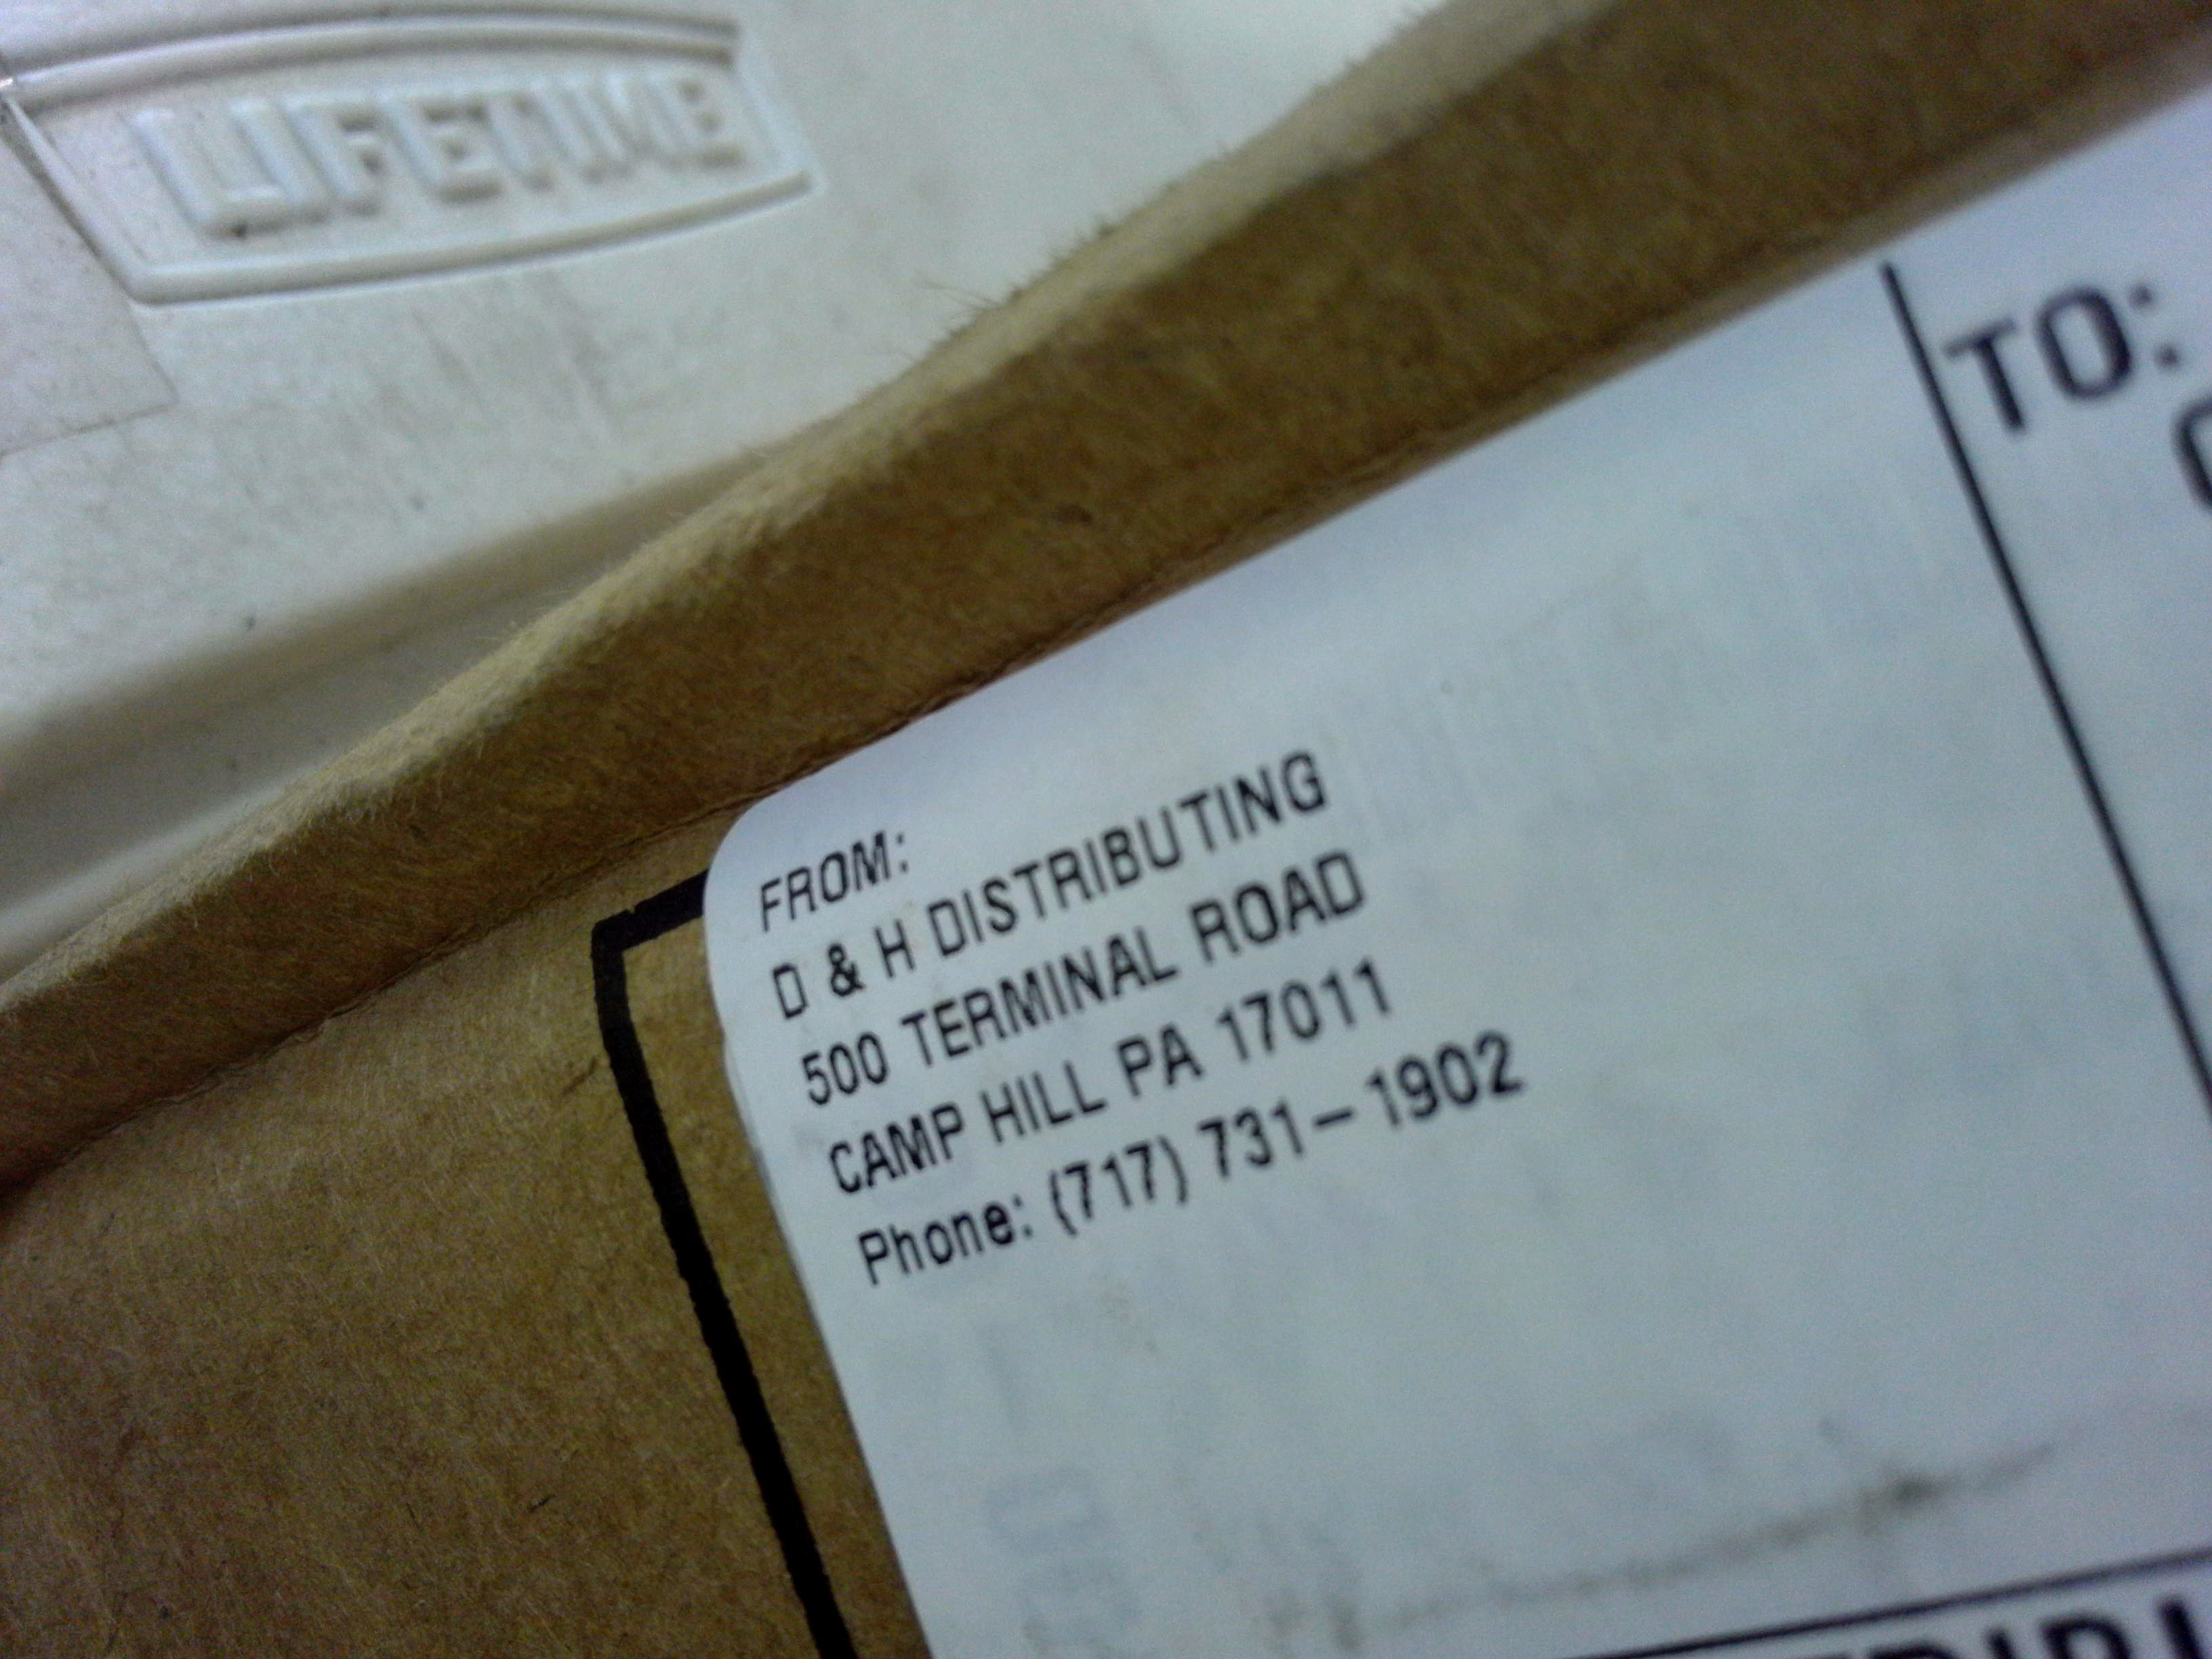 LIFETIME
TO:
FROM:
D & H DISTRIBUTING
500 TERMINAL ROAD
CAMP HILL PA 17011
Phone: (717) 731-1902